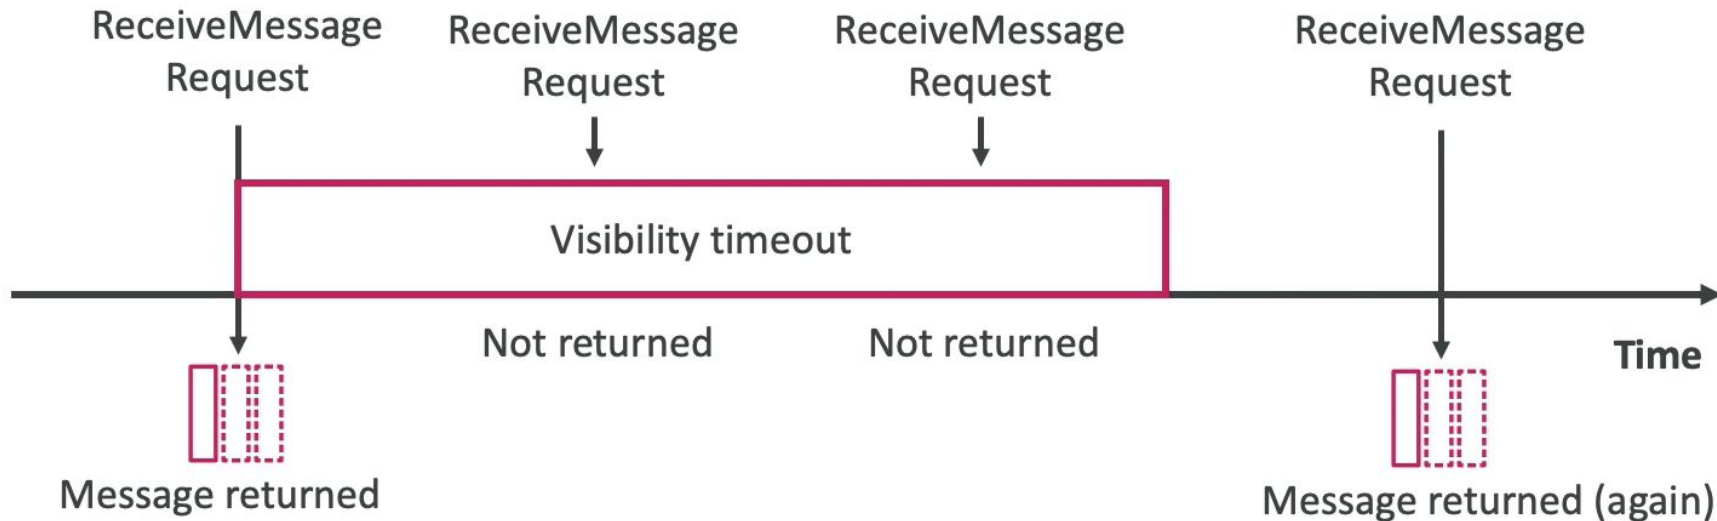 ReceiveMessage
Request
ReceiveMessage
Request
ReceiveMessage
Request
ReceiveMessage
Request
Visibility timeout
Not returned
Not returned
Time
Message returned
Message returned (again)